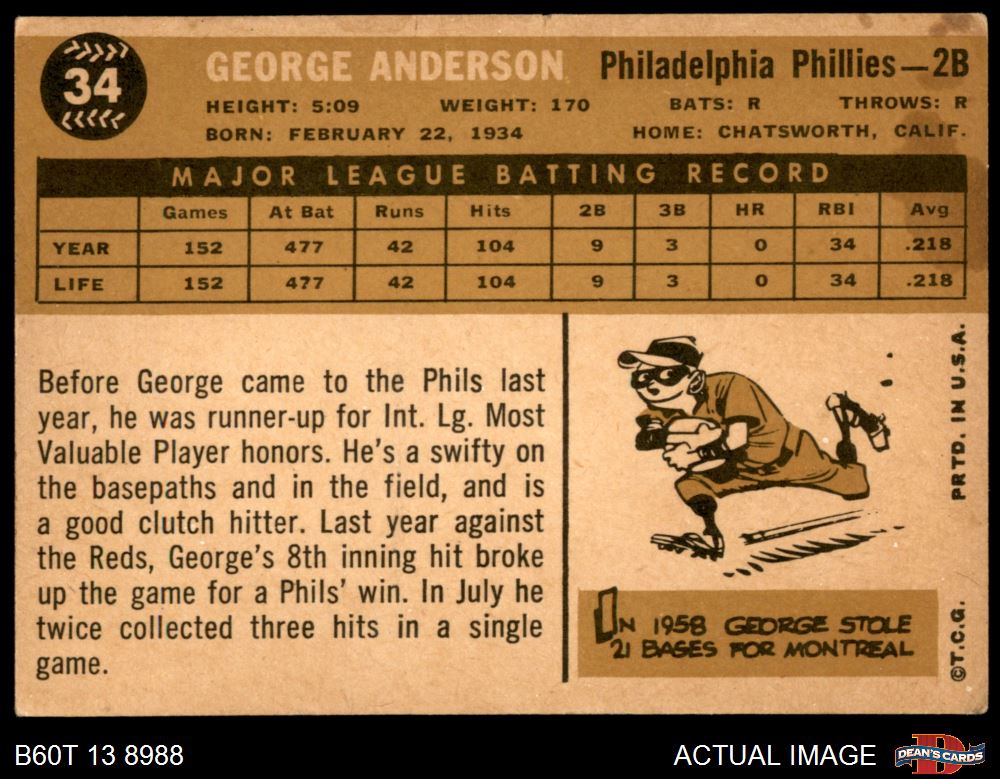 34
GEORGE ANDERSON Philadelphia Phillies—2B
HEIGHT: 5:09 WEIGHT: 170 BATS: R THROWS: R
BORN: FEBRUARY 22, 1934 HOME: CHATSWORTH, CALIF.
MAJOR LEAGUE BATTING RECORD
Games At Bat Runs Hits 2B 3B HR RBI Avg
YEAR 152 477 42 104 9 3 0 34 .218
LIFE 152 477 42 104 9 3 0 34 .218
Before George came to the Phils last
year, he was runner-up for Int. Lg. Most
Valuable Player honors. He's a swifty on
the basepaths and in the field, and is
a good clutch hitter. Last year against
the Reds, George's 8th inning hit broke
up the game for a Phils' win. In July he
twice collected three hits in a single
game.
IN 1958 GEORGE STOLE
21 BASES FOR MONTREAL
©T.C.G. PRTD. IN U.S.A.
B60T 13 8988 ACTUAL IMAGE DEAN'S CARDS